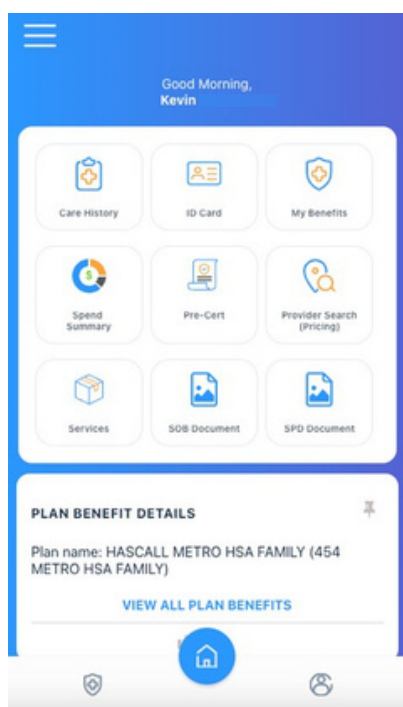 Good Morning,
Kevin
Care History
ID Card
My Benefits
Spend
Summary
Pre-Cert
Provider Search
(Pricing)
Services
SOB Document
SPD Document
PLAN BENEFIT DETAILS
Plan name: HASCALL METRO HSA FAMILY (454
METRO HSA FAMILY)
VIEW ALL PLAN BENEFITS